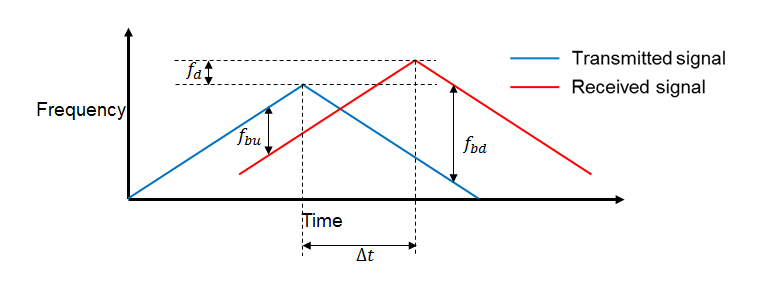 Transmitted signal
Received signal
f_d
Frequency
f_bu
f_bd
Time
Δt